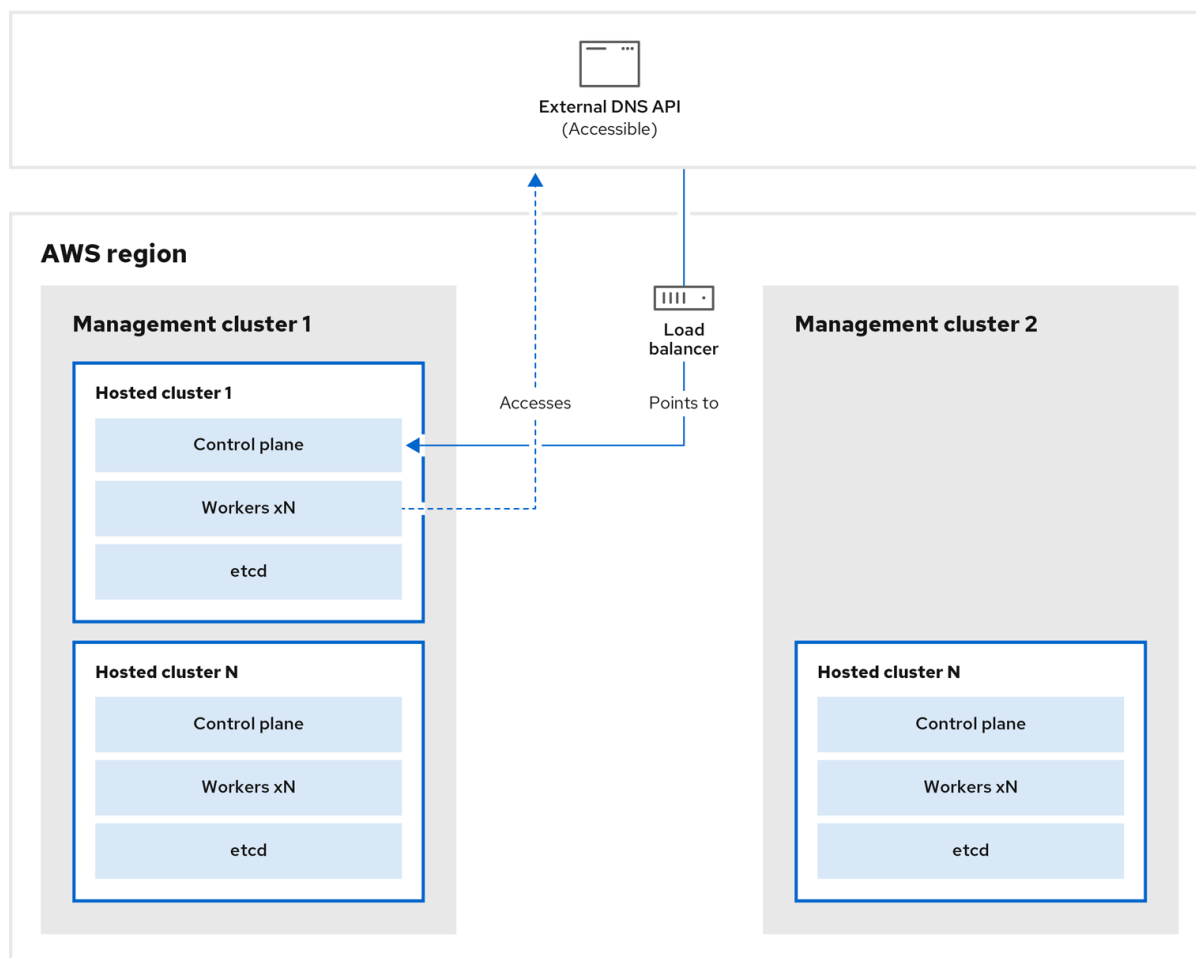 External DNS API
(Accessible)
AWS region
Management cluster 1
Hosted cluster 1
Control plane
Workers xN
etcd
Hosted cluster N
Control plane
Workers xN
etcd
Accesses
Load
balancer
Points to
Management cluster 2
Hosted cluster N
Control plane
Workers xN
etcd